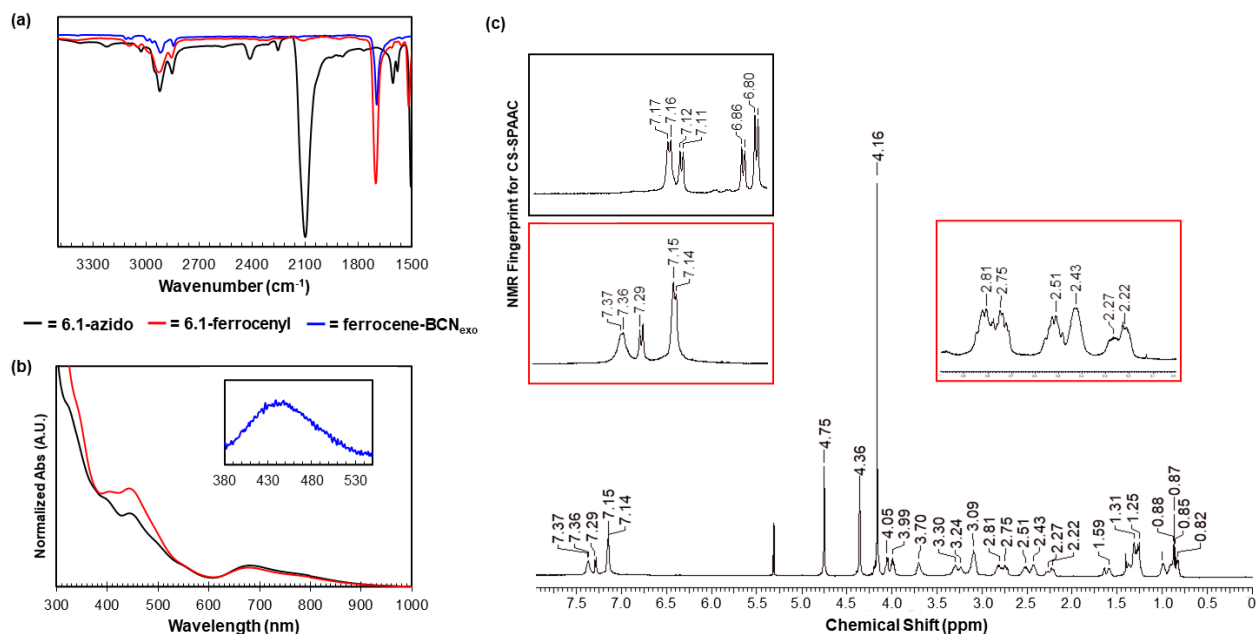 (a)
3300 3000 2700 2400 2100 1800 1500
Wavenumber (cm-1)
= 6.1-azido = 6.1-ferrocenyl = ferrocene-BCNexo
(b)
Normalized Abs (A.U.)
380 430 480 530
300 400 500 600 700 800 900 1000
Wavelength (nm)
(c)
NMR Fingerprint for CS-SPAAC
7.17 7.16 7.12 7.11 6.86 6.80
7.37 7.36 7.29 7.15 7.14
2.81 2.75 2.51 2.43 2.27 2.22
7.37 7.36 7.29 7.15 7.14 4.75 4.36 4.16 4.05 3.99 3.70 3.30 3.24 3.09 2.81 2.75 2.51 2.43 2.27 2.22 1.59 1.31 1.25 0.88 0.87 0.85 0.82
7.5 7.0 6.5 6.0 5.5 5.0 4.5 4.0 3.5 3.0 2.5 2.0 1.5 1.0 0.5 0
Chemical Shift (ppm)